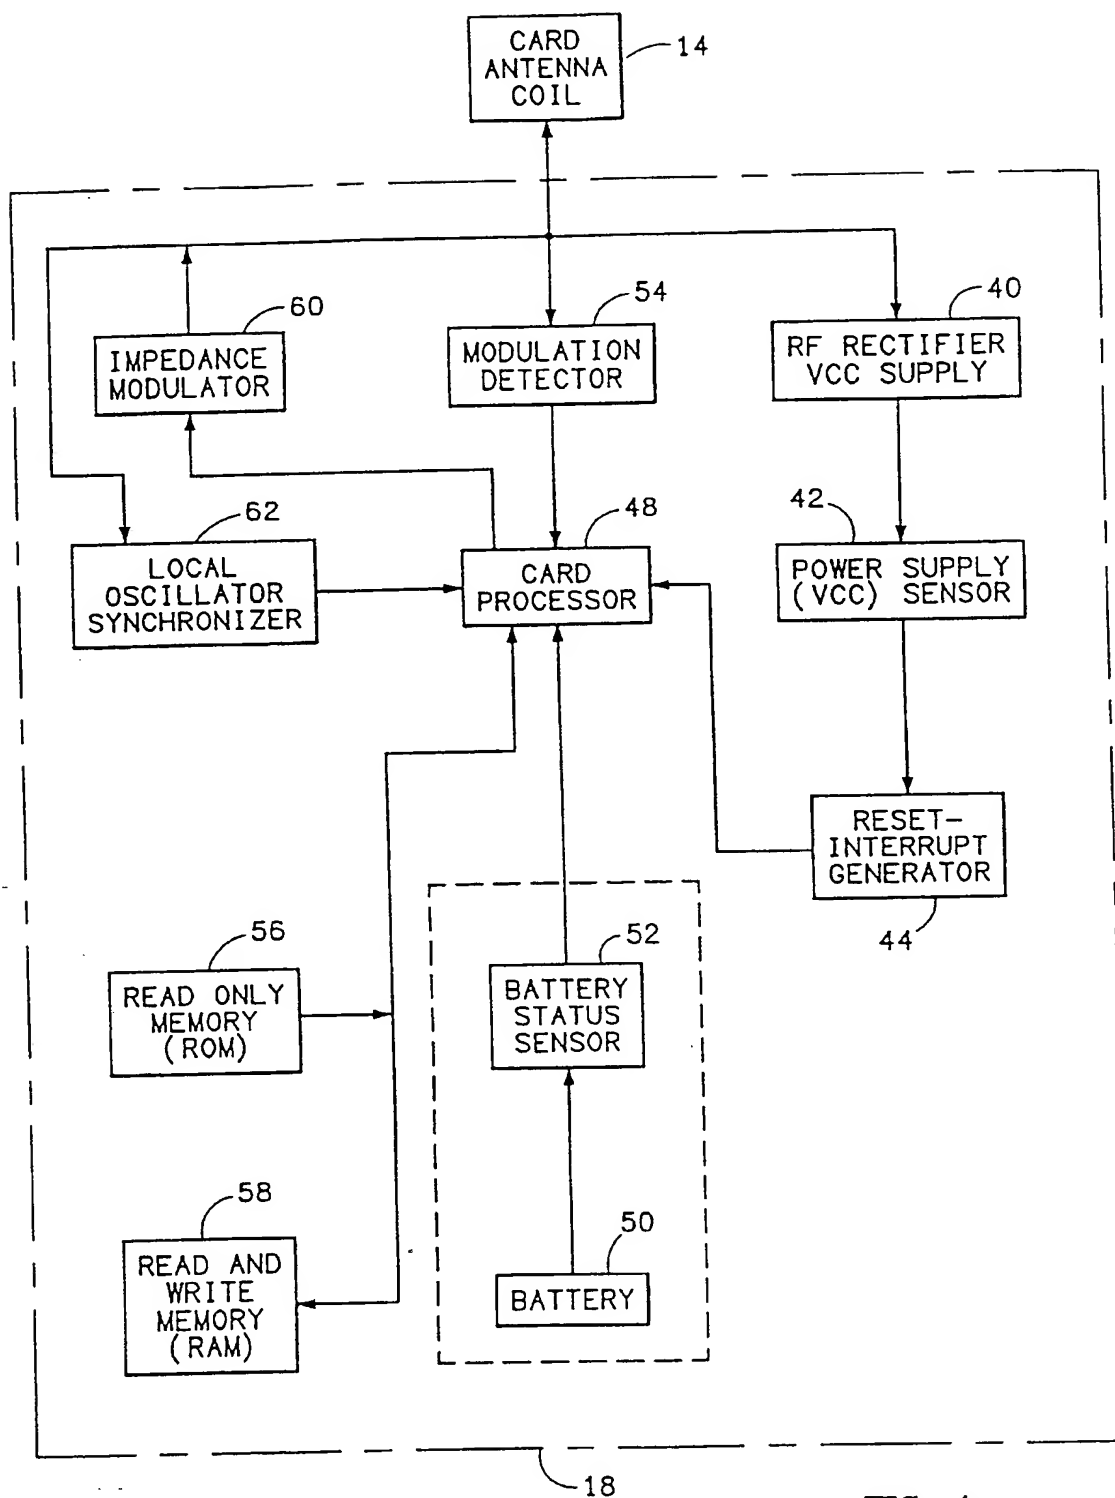 CARD
ANTENNA
COIL
14
60
IMPEDANCE
MODULATOR
54
MODULATION
DETECTOR
40
RF RECTIFIER
VCC SUPPLY
62
LOCAL
OSCILLATOR
SYNCHRONIZER
48
CARD
PROCESSOR
42
POWER SUPPLY
(VCC) SENSOR
RESET-
INTERRUPT
GENERATOR
44
56
READ ONLY
MEMORY
(ROM)
52
BATTERY
STATUS
SENSOR
58
READ AND
WRITE
MEMORY
(RAM)
50
BATTERY
18